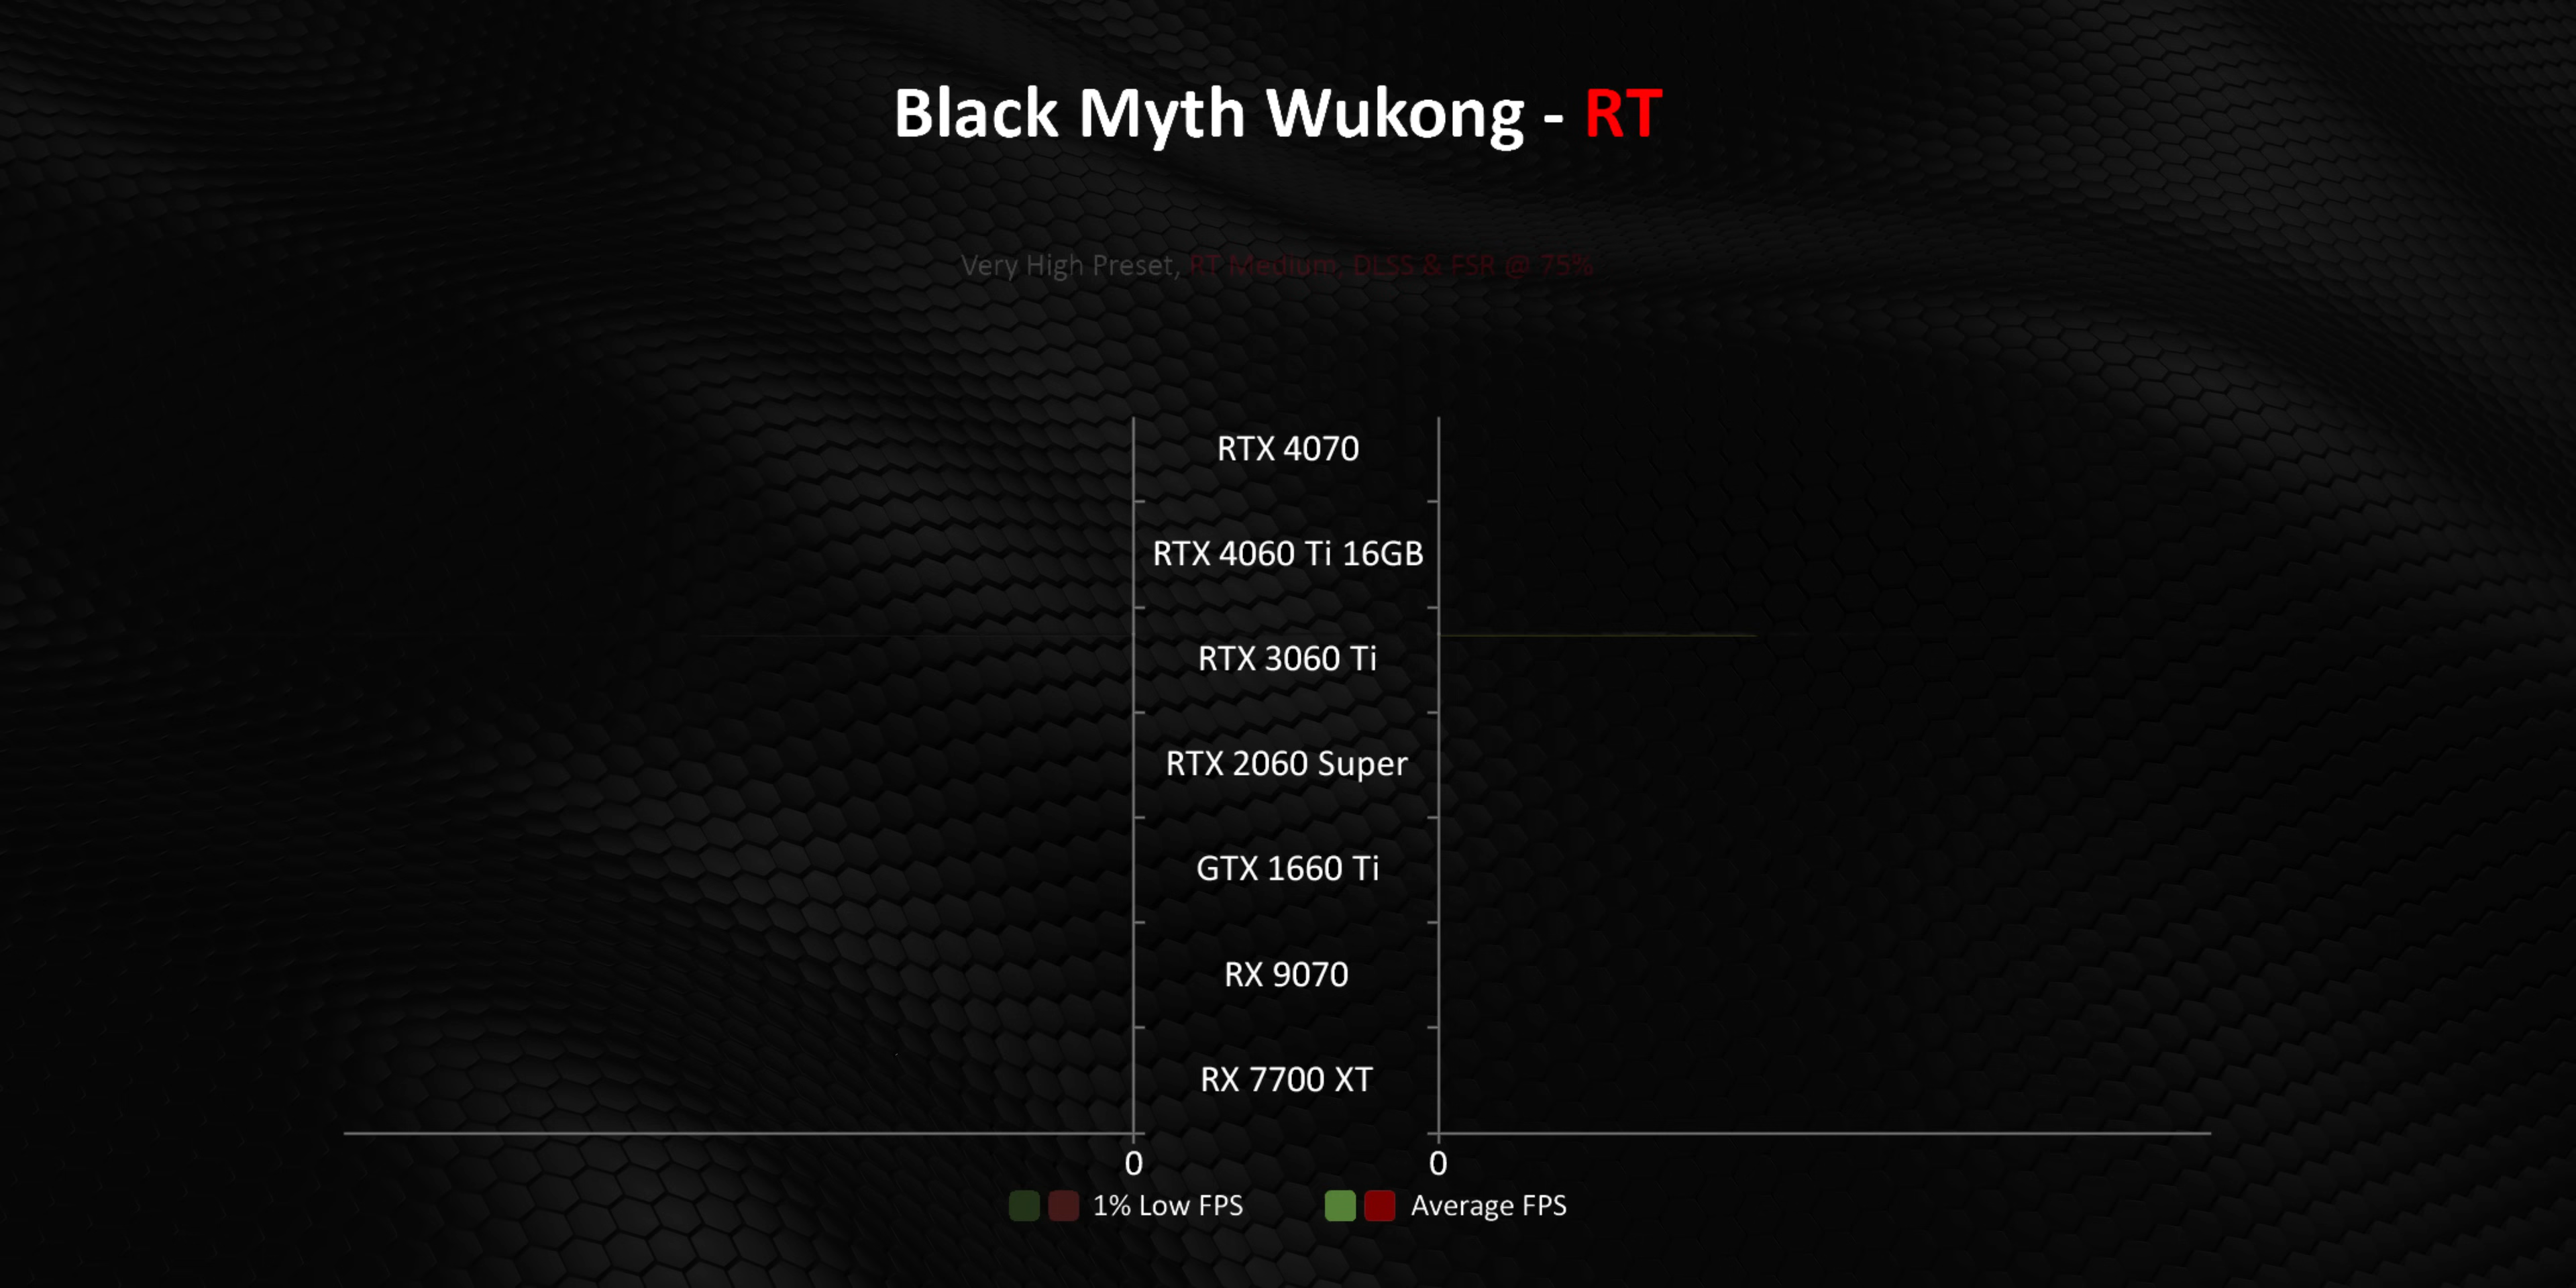 Black Myth Wukong - RT
Very High Preset, RT Medium, DLSS & FSR @ 75%
RTX 4070
RTX 4060 Ti 16GB
RTX 3060 Ti
RTX 2060 Super
GTX 1660 Ti
RX 9070
RX 7700 XT
0 0
1% Low FPS Average FPS